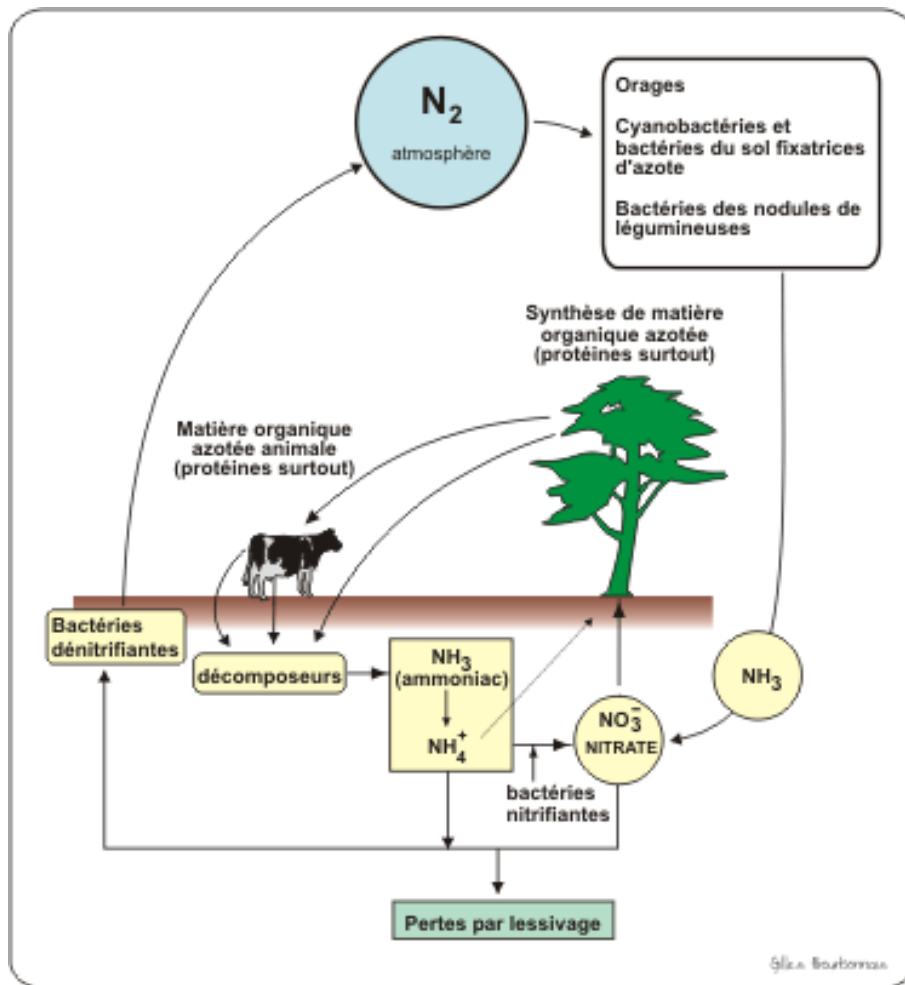 N₂
atmosphère
Orages
Cyanobactéries et
bactéries du sol fixatrices
d'azote
Bactéries des nodules de
légumineuses
Synthèse de matière
organique azotée
(protéines surtout)
Matière organique
azotée animale
(protéines surtout)
Bactéries
dénitrifiantes
décomposeurs
NH₃
(ammoniac)
NH₄⁺
NO₃⁻
NITRATE
NH₃
bactéries
nitrifiantes
Pertes par lessivage